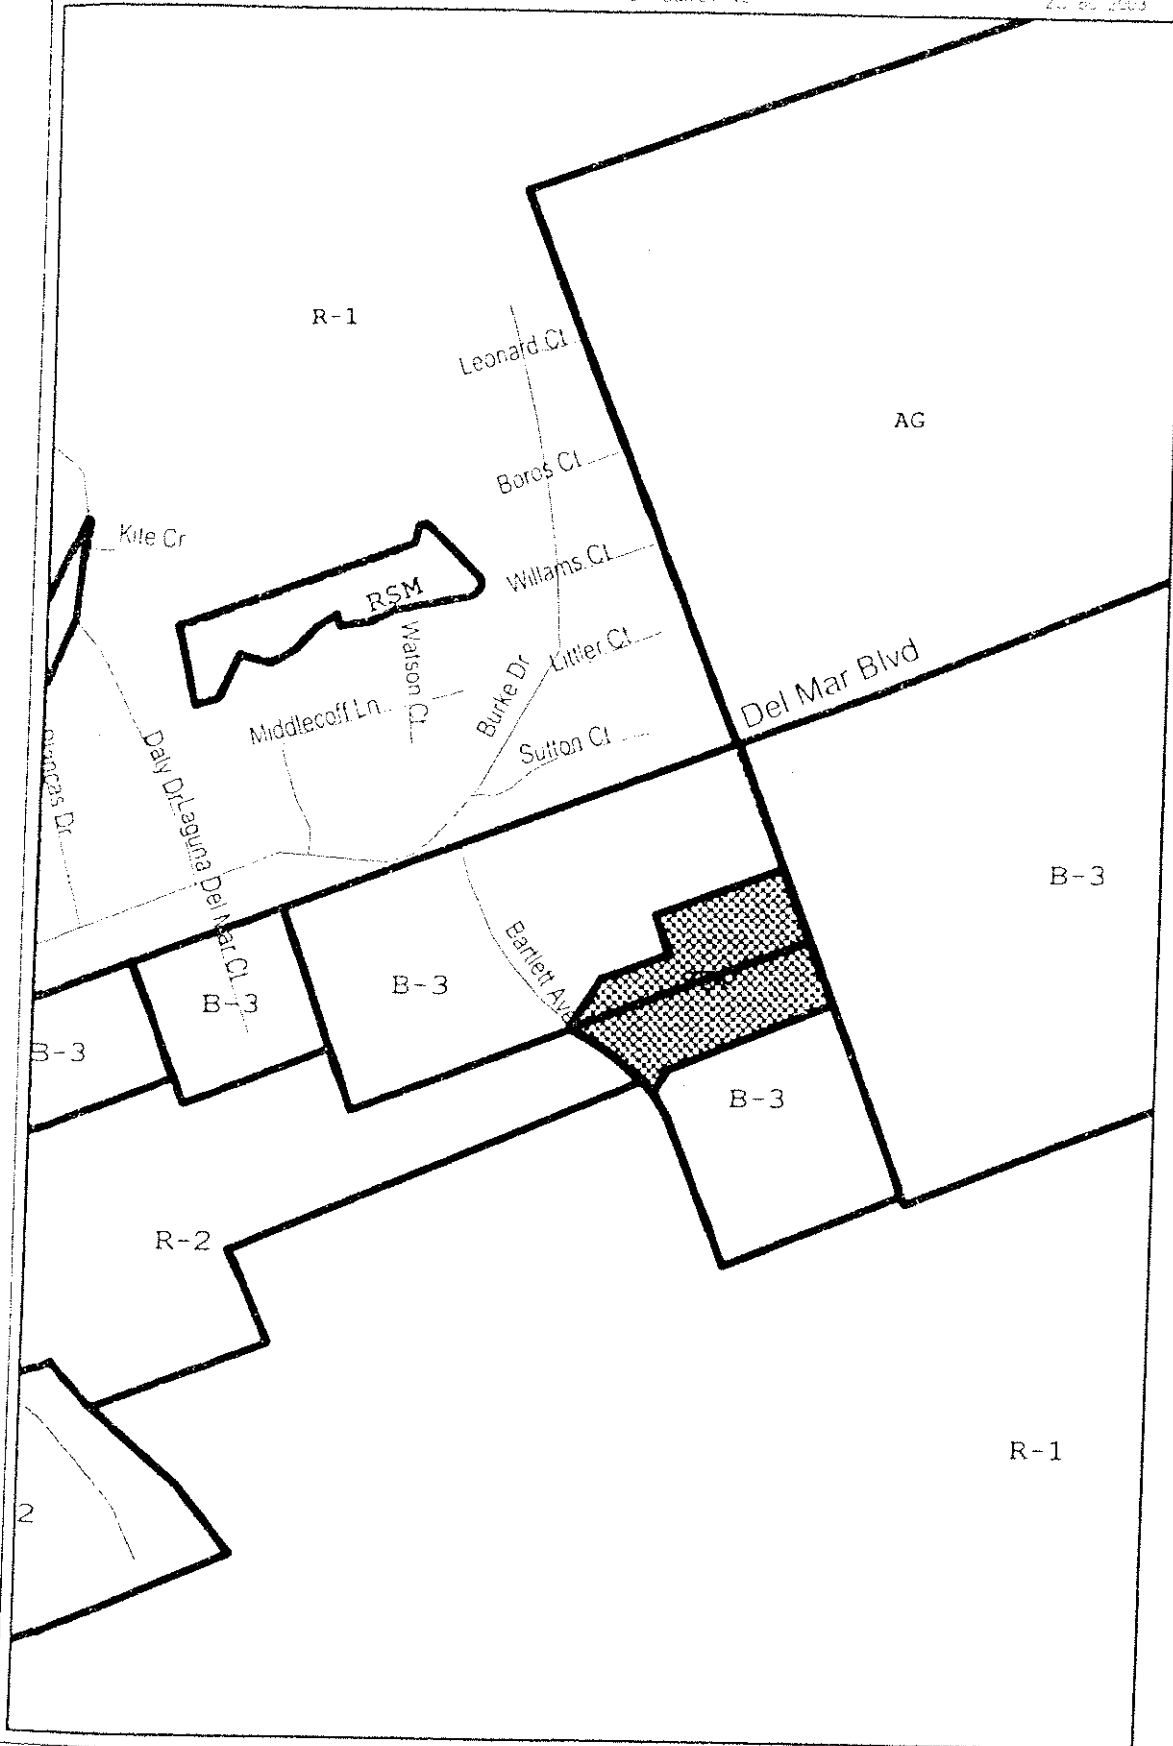 R-1
Leonard Ct
AG
Boros Ct
Kite Cr
Willams Ct
RSM
Watson Ct
Littler Ct
Burke Dr
Del Mar Blvd
Middlecoff Ln
Sutton Ct
Daly Dr
Laguna Del Mar Ct
Dr
B-3
Bartlett Ave
B-3
B-3
B-3
B-3
R-2
R-1
2